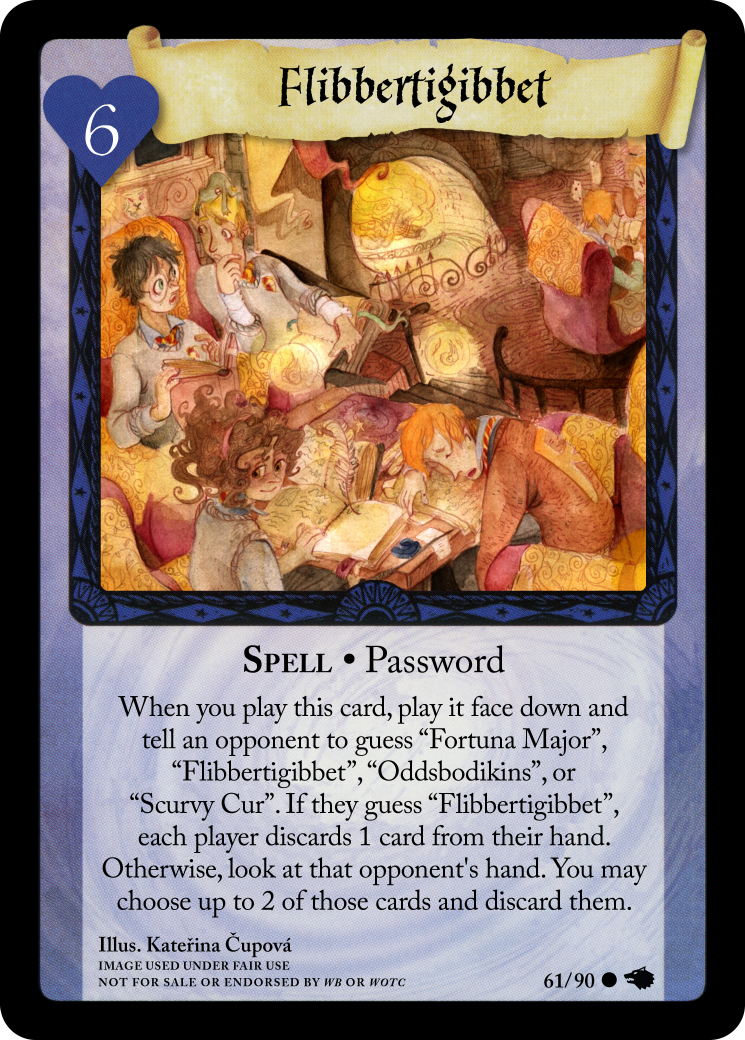 Flibbertigibbet
6
SPELL • Password
When you play this card, play it face down and
tell an opponent to guess “Fortuna Major”,
“Flibbertigibbet”, “Oddsbodikins”, or
“Scurvy Cur”. If they guess “Flibbertigibbet”,
each player discards 1 card from their hand.
Otherwise, look at that opponent's hand. You may
choose up to 2 of those cards and discard them.
Illus. Kateřina Čupová
IMAGE USED UNDER FAIR USE
NOT FOR SALE OR ENDORSED BY WB OR WOTC
61/90